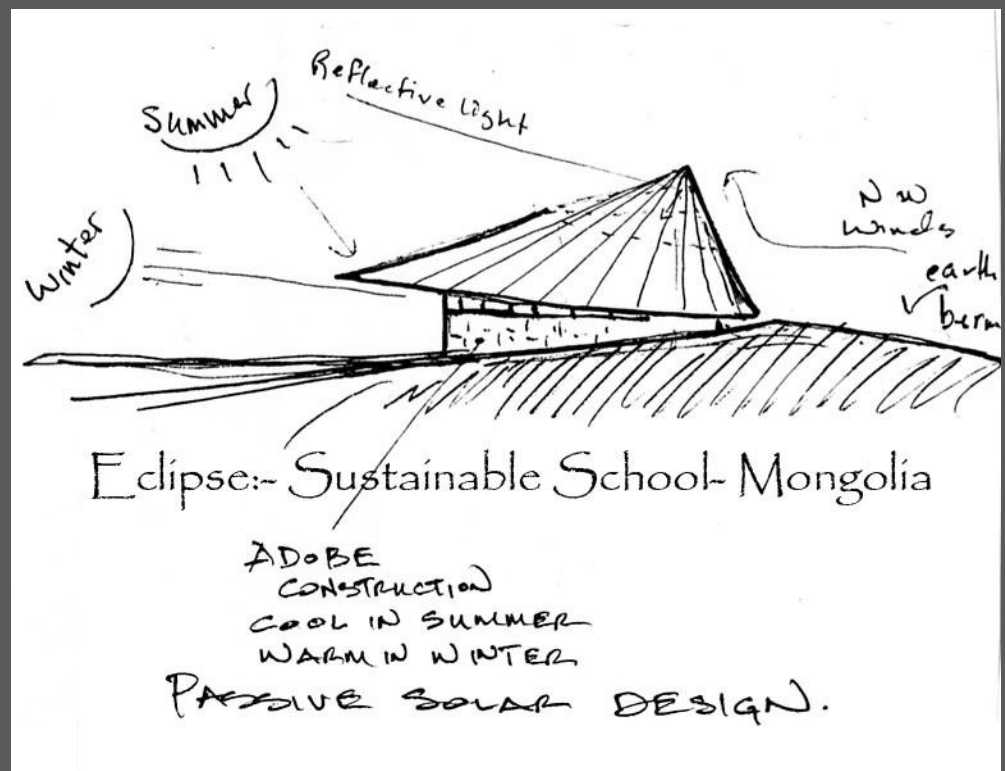 Reflective light
Summer
Winter
NW
winds
earth
berm
Eclipse:- Sustainable School- Mongolia
ADOBE
CONSTRUCTION
COOL IN SUMMER
WARM IN WINTER
PASSIVE SOLAR DESIGN.